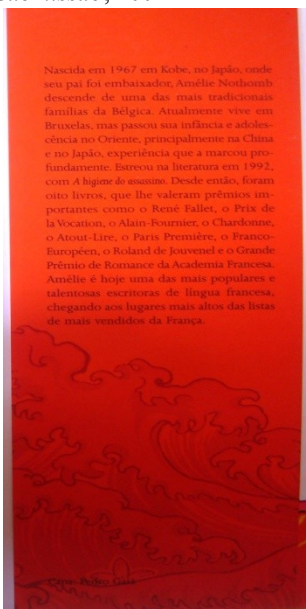 Nascida em 1967 em Kobe, no Japão, onde
seu pai foi embaixador, Amélie Nothomb
descende de uma das mais tradicionais
famílias da Bélgica. Atualmente vive em
Bruxelas, mas passou sua infância e adoles-
cência no Oriente, principalmente na China
e no Japão, experiência que a marcou pro-
fundamente. Estreou na literatura em 1992,
com A higiene do assassino. Desde então, foram
oito livros, que lhe valeram prêmios im-
portantes como o René Fallet, o Prix de
la Vocation, o Alain-Fournier, o Chardonne,
o Atout-Lire, o Paris Première, o Franco-
Européen, o Roland de Jouvenel e o Grande
Prêmio de Romance da Academia Francesa.
Amélie é hoje uma das mais populares e
talentosas escritoras de língua francesa,
chegando aos lugares mais altos das listas
de mais vendidos da França.
Capa: Pedro Gaia